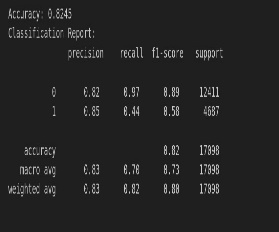 Accuracy: 0.8245
Classification Report:
precision recall f1-score support
0 0.82 0.97 0.89 12411
1 0.85 0.44 0.58 4687
accuracy 0.82 17098
macro avg 0.83 0.70 0.73 17098
weighted avg 0.83 0.82 0.80 17098